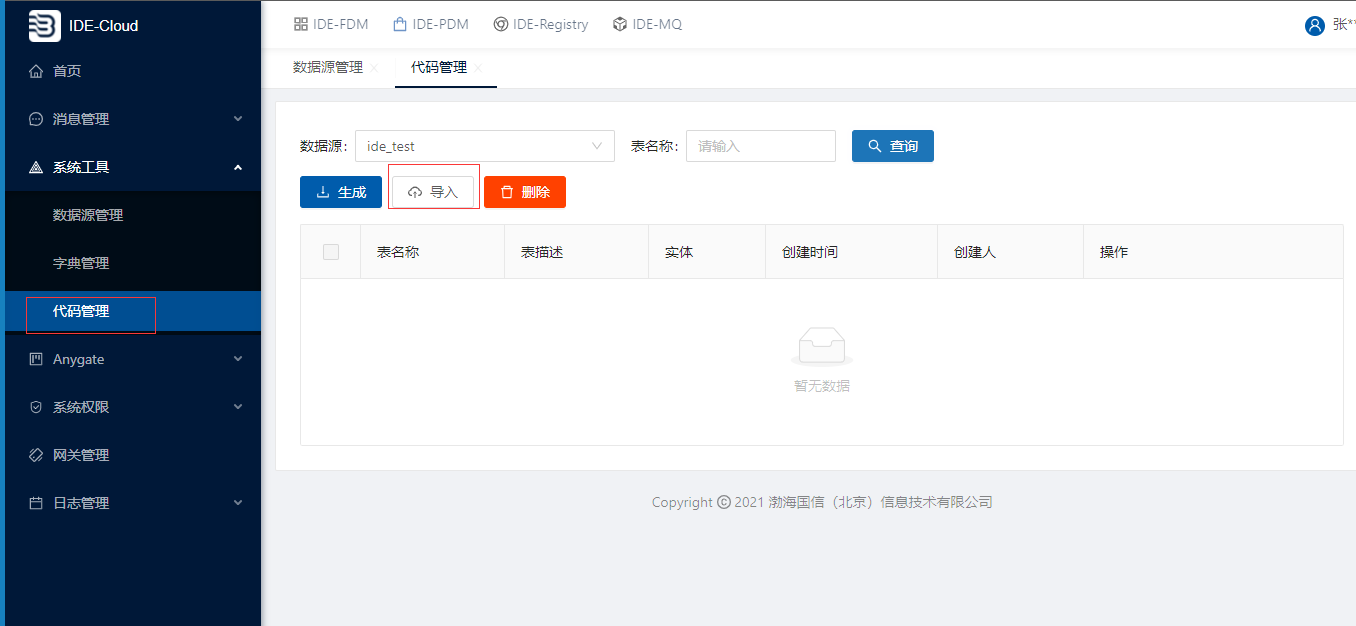 IDE-Cloud
首页
消息管理
系统工具
数据源管理
字典管理
代码管理
Anygate
系统权限
网关管理
日志管理
IDE-FDM IDE-PDM IDE-Registry IDE-MQ 张**
数据源管理 代码管理
数据源: ide_test 表名称: 请输入 查询
生成 导入 删除
表名称 表描述 实体 创建时间 创建人 操作
暂无数据
Copyright © 2021 渤海国信（北京）信息技术有限公司